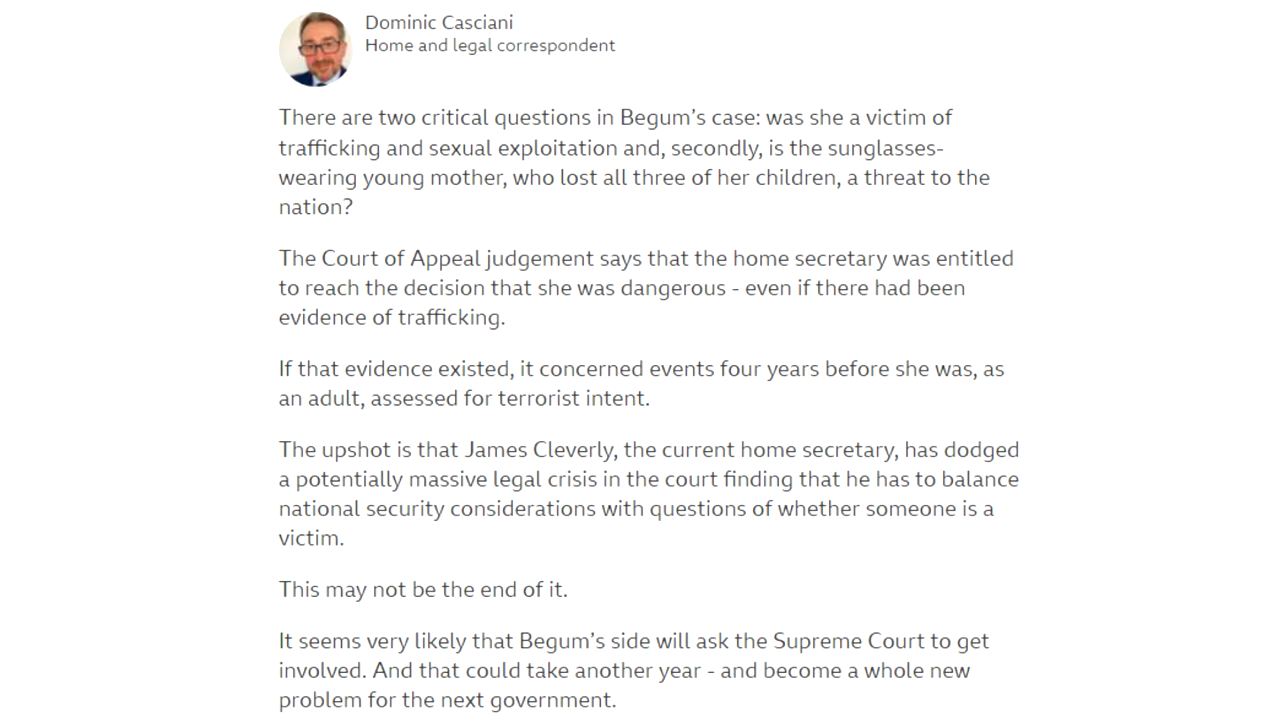 Dominic Casciani
Home and legal correspondent
There are two critical questions in Begum’s case: was she a victim of
trafficking and sexual exploitation and, secondly, is the sunglasses-
wearing young mother, who lost all three of her children, a threat to the
nation?
The Court of Appeal judgement says that the home secretary was entitled
to reach the decision that she was dangerous - even if there had been
evidence of trafficking.
If that evidence existed, it concerned events four years before she was, as
an adult, assessed for terrorist intent.
The upshot is that James Cleverly, the current home secretary, has dodged
a potentially massive legal crisis in the court finding that he has to balance
national security considerations with questions of whether someone is a
victim.
This may not be the end of it.
It seems very likely that Begum’s side will ask the Supreme Court to get
involved. And that could take another year - and become a whole new
problem for the next government.